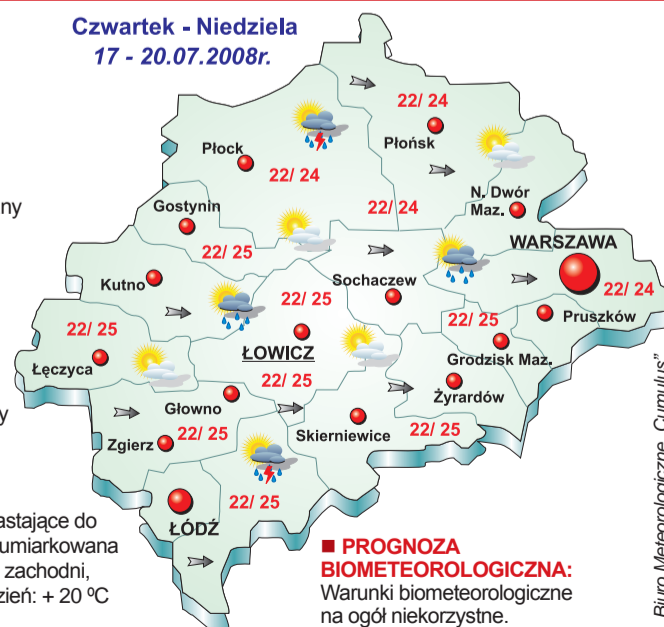 Czwartek - Niedziela
17 - 20.07.2008r.
22/ 24
Płońsk
Płock
22/ 24
N. Dwór
Maz.
22/ 24
Gostynin
22/ 25
WARSZAWA
22/ 24
Kutno
Sochaczew
22/ 25
22/ 25
Pruszków
22/ 25
ŁOWICZ
Łęczyca
Grodzisk Maz.
22/ 25
Żyrardów
Głowno
22/ 25
Zgierz
Skierniewice
22/ 25
22/ 25
ŁÓDŹ
ny
y
astające do
umiarkowana
zachodni,
zień: + 20 ºC
■ PROGNOZA
BIOMETEOROLOGICZNA:
Warunki biometeorologiczne
na ogół niekorzystne.
Biuro Meteorologiczne „Cumulus”